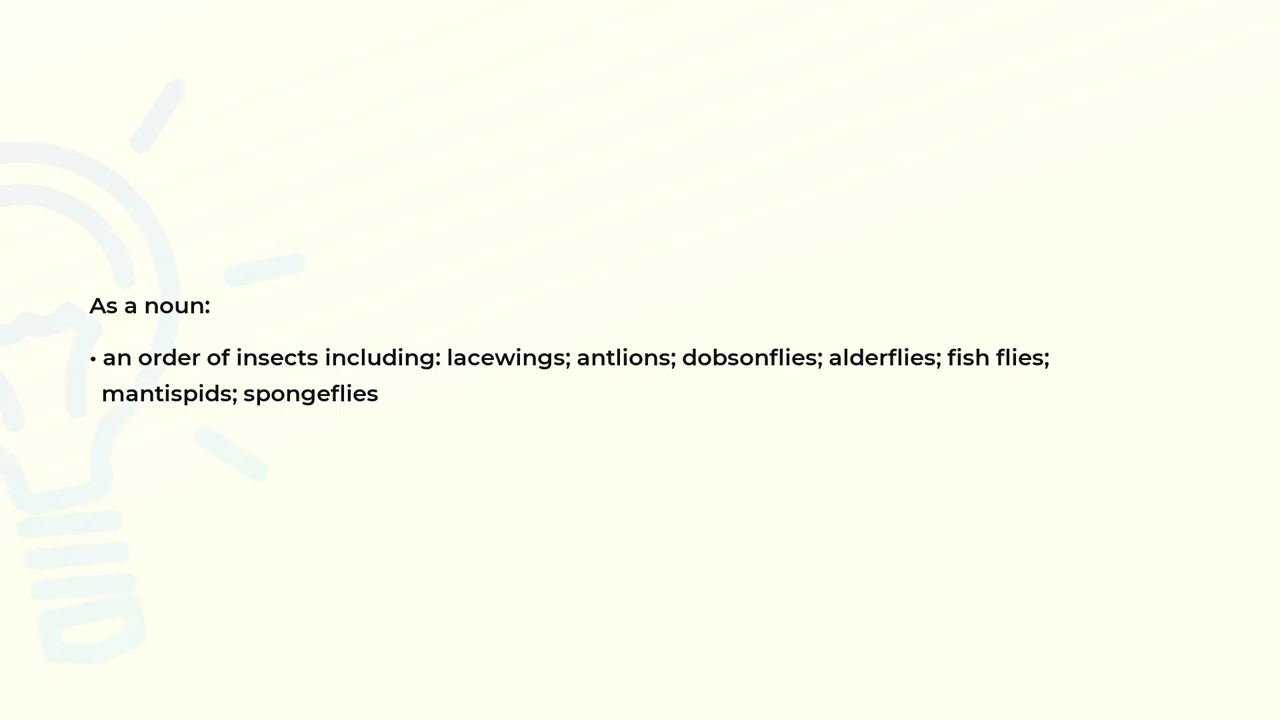 As a noun:
• an order of insects including: lacewings; antlions; dobsonflies; alderflies; fish flies;
mantispids; spongeflies